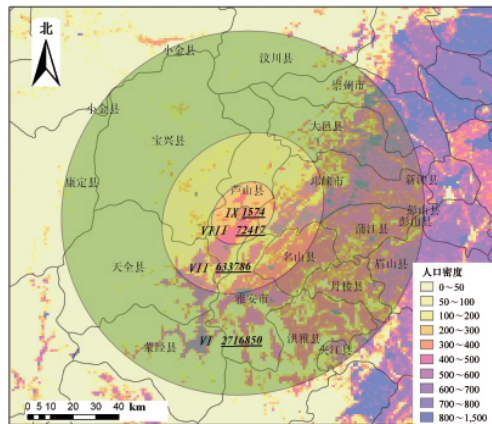 北
小金县
汶川县
崇州市
小金县
大邑县
宝兴县
康定县
芦山县
邛崃市
新津县
IX 1574
彭山县
彭山县
VIII 72417
蒲江县
名山县
眉山县
天全县
VII 633786
丹棱县
雅安市
荥经县
VI 2716850
洪雅县
夹江县
人口密度
0～50
50～100
100～200
200～300
300～400
400～500
500～600
600～700
700～800
800～1,500
0 5 10 20 30 40 km